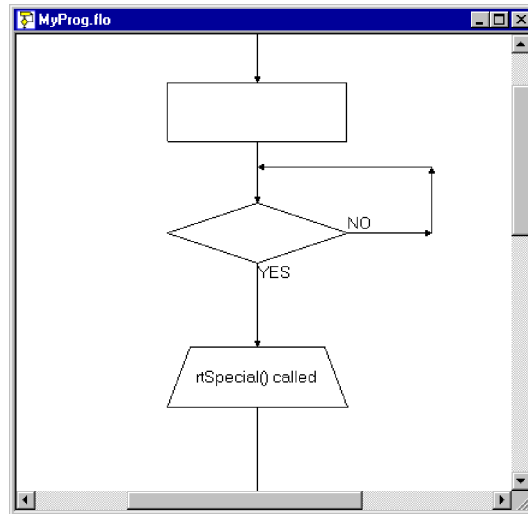 MyProg.flo
NO
YES
rtSpecial() called